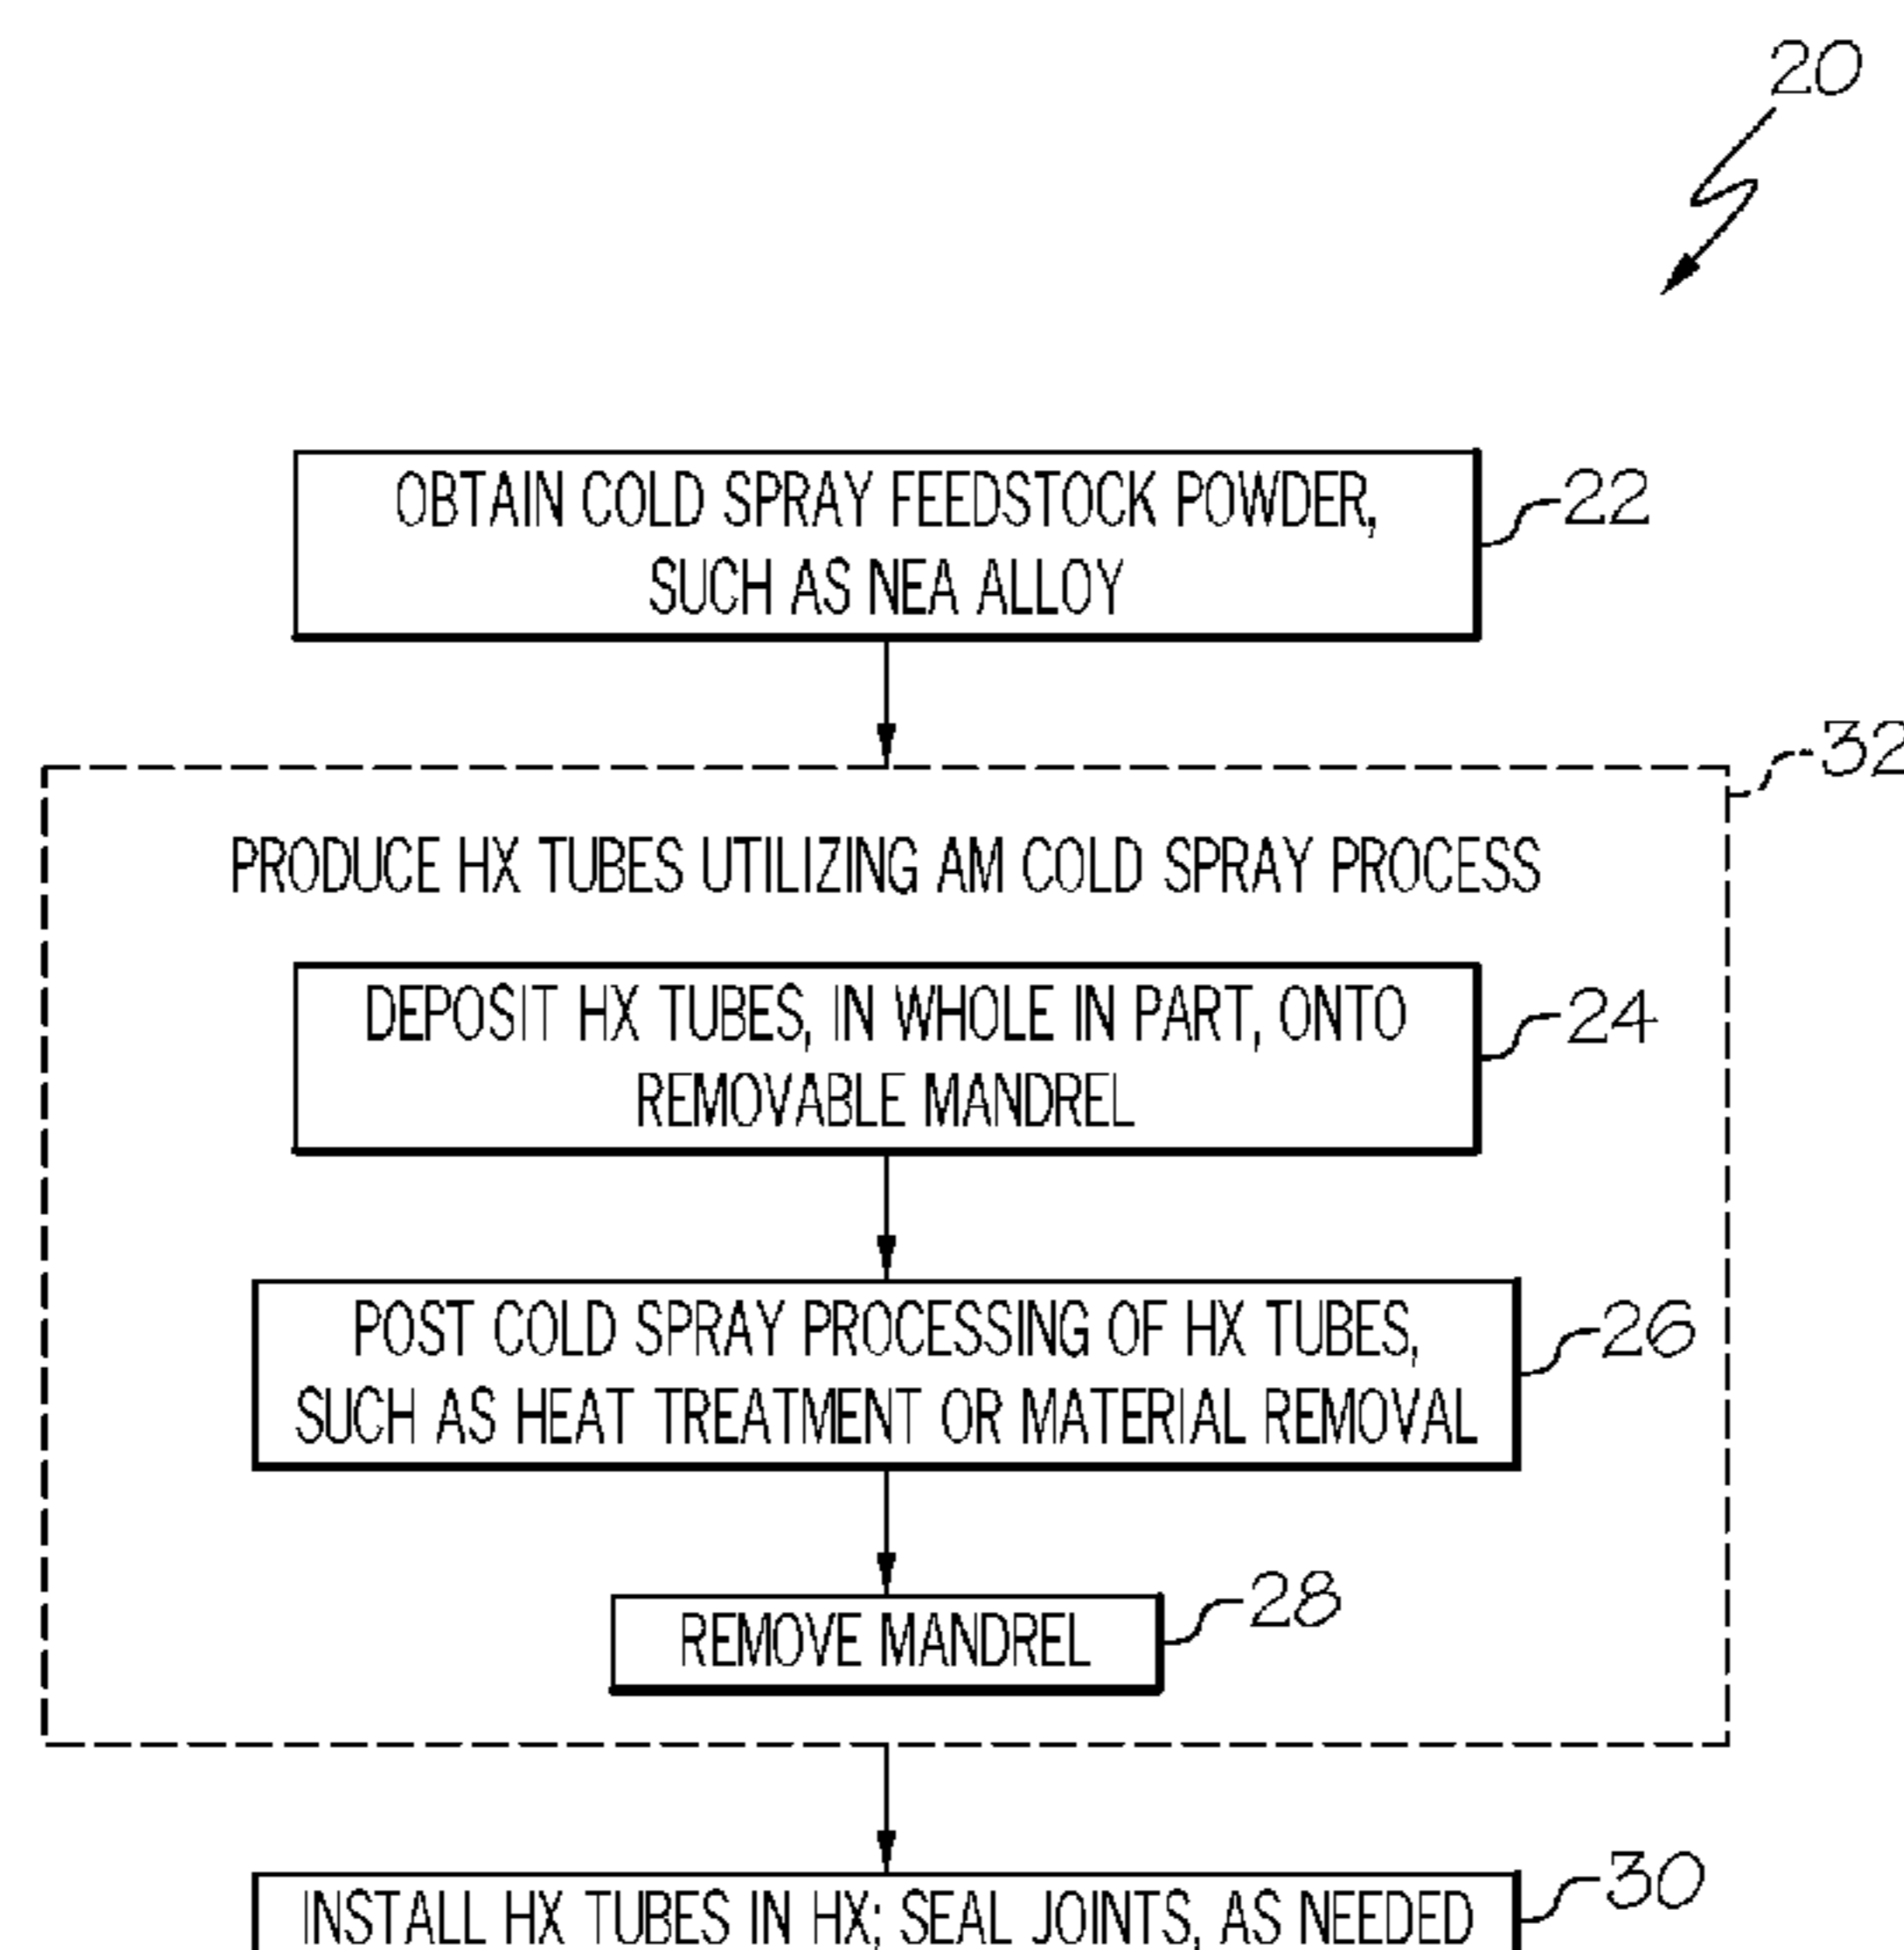 20
OBTAIN COLD SPRAY FEEDSTOCK POWDER,
SUCH AS NEA ALLOY
22
32
PRODUCE HX TUBES UTILIZING AM COLD SPRAY PROCESS
DEPOSIT HX TUBES, IN WHOLE IN PART, ONTO
REMOVABLE MANDREL
24
POST COLD SPRAY PROCESSING OF HX TUBES,
SUCH AS HEAT TREATMENT OR MATERIAL REMOVAL
26
REMOVE MANDREL
28
INSTALL HX TUBES IN HX; SEAL JOINTS, AS NEEDED
30